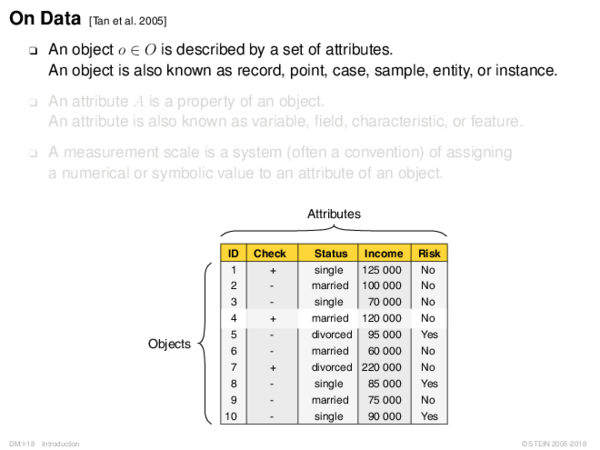 On Data [Tan et al. 2005]
❑ An object o ∈ O is described by a set of attributes.
An object is also known as record, point, case, sample, entity, or instance.
❑ An attribute A is a property of an object.
An attribute is also known as variable, field, characteristic, or feature.
❑ A measurement scale is a system (often a convention) of assigning
a numerical or symbolic value to an attribute of an object.
Attributes
ID Check Status Income Risk
1 + single 125 000 No
2 - married 100 000 No
3 - single 70 000 No
4 + married 120 000 No
5 - divorced 95 000 Yes
Objects
6 - married 60 000 No
7 + divorced 220 000 No
8 - single 85 000 Yes
9 - married 75 000 No
10 - single 90 000 Yes
DM:I-18 Introduction
© STEIN 2005-2018